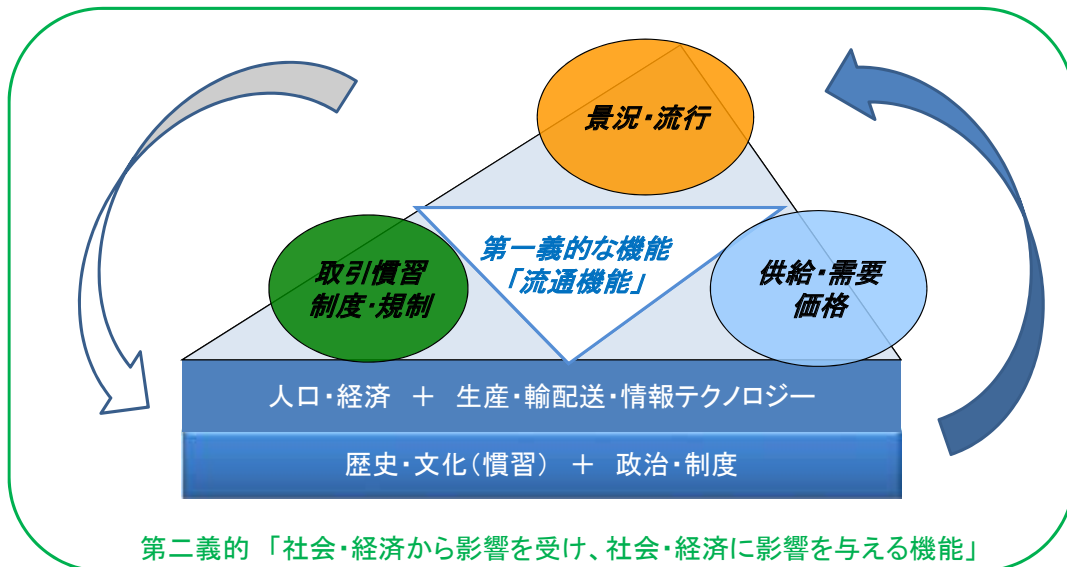 景況・流行
第一義的な機能
「流通機能」
取引慣習
制度・規制
供給・需要
価格
人口・経済 + 生産・輸配送・情報テクノロジー
歴史・文化(慣習) + 政治・制度
第二義的 「社会・経済から影響を受け、社会・経済に影響を与える機能」